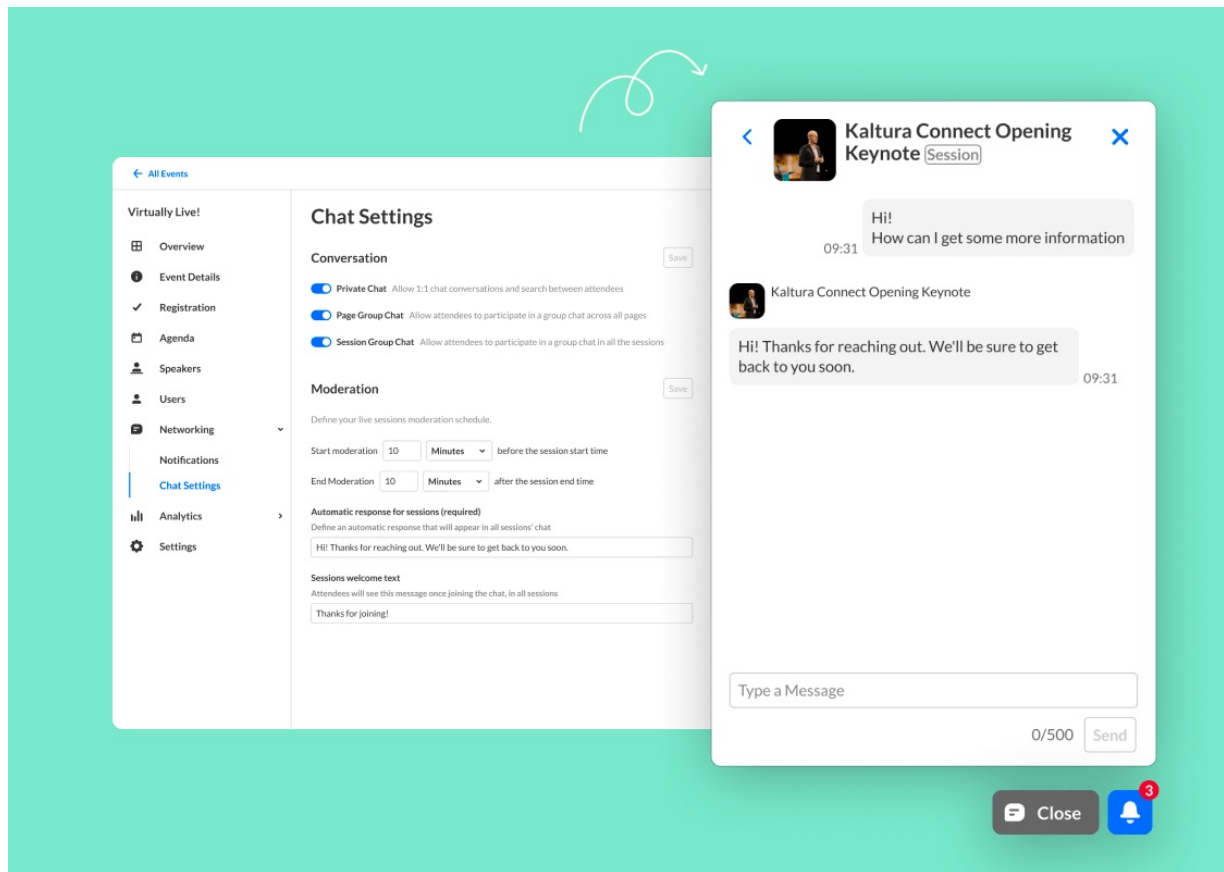 All Events
Virtually Live!
Overview
Event Details
Registration
Agenda
Speakers
Users
Networking
Notifications
Chat Settings
Analytics
Settings
Chat Settings
Conversation
Save
Private Chat Allow 1:1 chat conversations and search between attendees
Page Group Chat Allow attendees to participate in a group chat across all pages
Session Group Chat Allow attendees to participate in a group chat in all the sessions
Moderation
Save
Define your live sessions moderation schedule.
Start moderation 10 Minutes before the session start time
End Moderation 10 Minutes after the session end time
Automatic response for sessions (required)
Define an automatic response that will appear in all sessions' chat
Hi! Thanks for reaching out. We'll be sure to get back to you soon.
Sessions welcome text
Attendees will see this message once joining the chat, in all sessions
Thanks for joining!
Kaltura Connect Opening
Keynote Session
Hi!
How can I get some more information
09:31
Kaltura Connect Opening Keynote
Hi! Thanks for reaching out. We'll be sure to get
back to you soon.
09:31
Type a Message
0/500 Send
Close
3